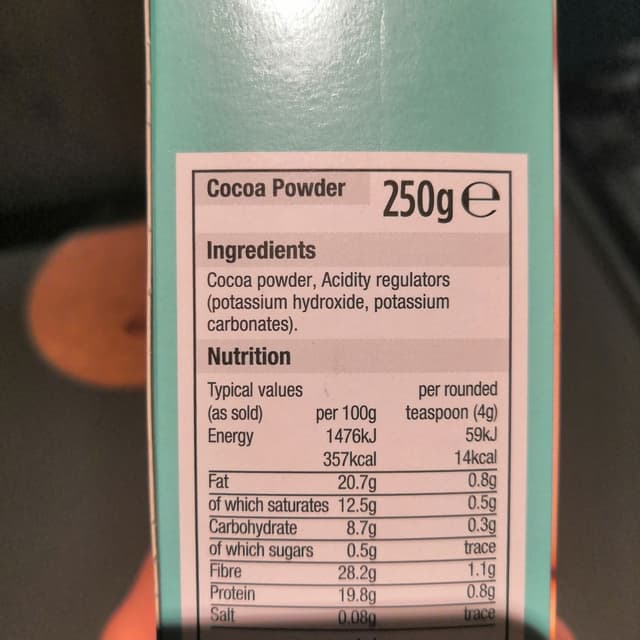 Cocoa Powder 250g ℮
Ingredients
Cocoa powder, Acidity regulators
(potassium hydroxide, potassium
carbonates).
Nutrition
Typical values per rounded
(as sold) per 100g teaspoon (4g)
Energy 1476kJ 59kJ
357kcal 14kcal
Fat 20.7g 0.8g
of which saturates 12.5g 0.5g
Carbohydrate 8.7g 0.3g
of which sugars 0.5g trace
Fibre 28.2g 1.1g
Protein 19.8g 0.8g
Salt 0.08g trace